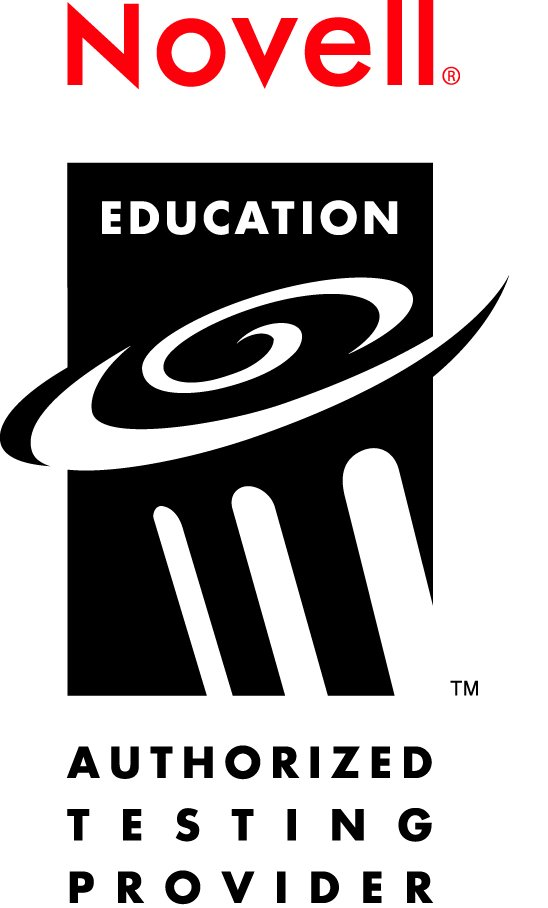 Novell®
EDUCATION
TM
AUTHORIZED
TESTING
PROVIDER